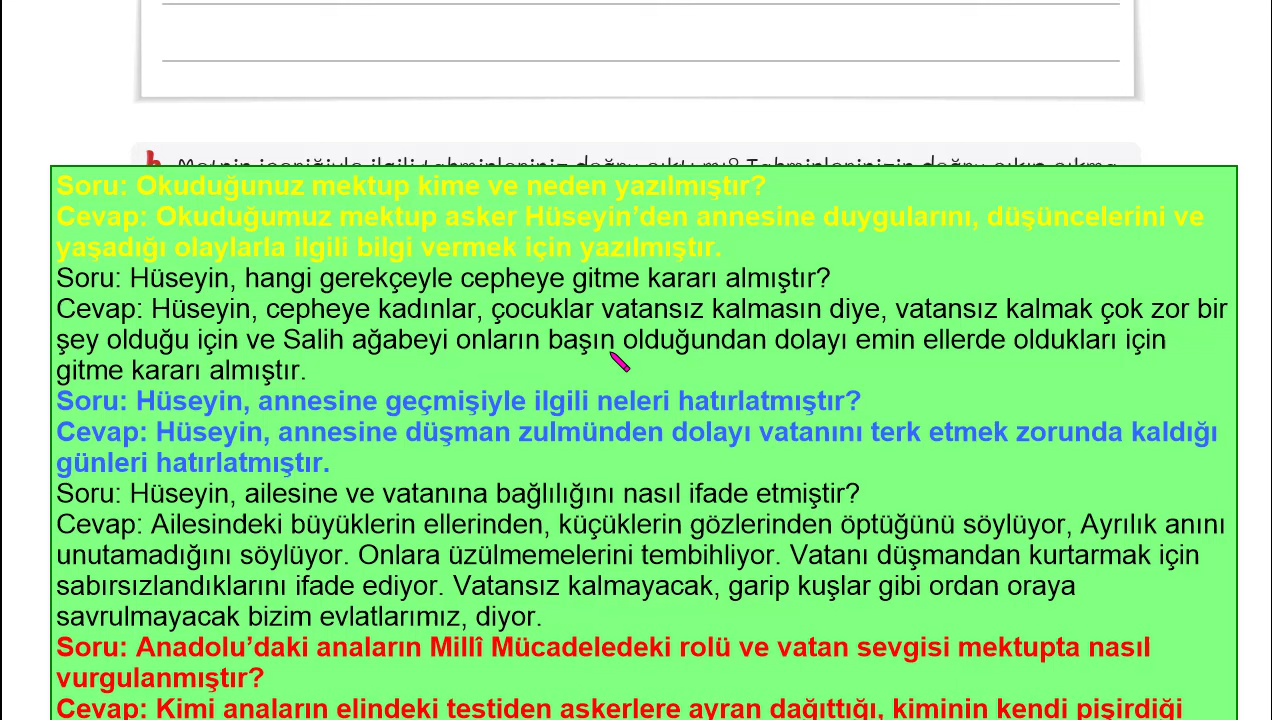 Soru: Okuduğunuz mektup kime ve neden yazılmıştır?
Cevap: Okuduğumuz mektup asker Hüseyin’den annesine duygularını, düşüncelerini ve
yaşadığı olaylarla ilgili bilgi vermek için yazılmıştır.
Soru: Hüseyin, hangi gerekçeyle cepheye gitme kararı almıştır?
Cevap: Hüseyin, cepheye kadınlar, çocuklar vatansız kalmasın diye, vatansız kalmak çok zor bir
şey olduğu için ve Salih ağabeyi onların başın olduğundan dolayı emin ellerde oldukları için
gitme kararı almıştır.
Soru: Hüseyin, annesine geçmişiyle ilgili neleri hatırlatmıştır?
Cevap: Hüseyin, annesine düşman zulmünden dolayı vatanını terk etmek zorunda kaldığı
günleri hatırlatmıştır.
Soru: Hüseyin, ailesine ve vatanına bağlılığını nasıl ifade etmiştir?
Cevap: Ailesindeki büyüklerin ellerinden, küçüklerin gözlerinden öptüğünü söylüyor, Ayrılık anını
unutamadığını söylüyor. Onlara üzülmemelerini tembihliyor. Vatanı düşmandan kurtarmak için
sabırsızlandıklarını ifade ediyor. Vatansız kalmayacak, garip kuşlar gibi ordan oraya
savrulmayacak bizim evlatlarımız, diyor.
Soru: Anadolu’daki anaların Millî Mücadeledeki rolü ve vatan sevgisi mektupta nasıl
vurgulanmıştır?
Cevap: Kimi anaların elindeki testiden askerlere ayran dağıttığı, kiminin kendi pişirdiği